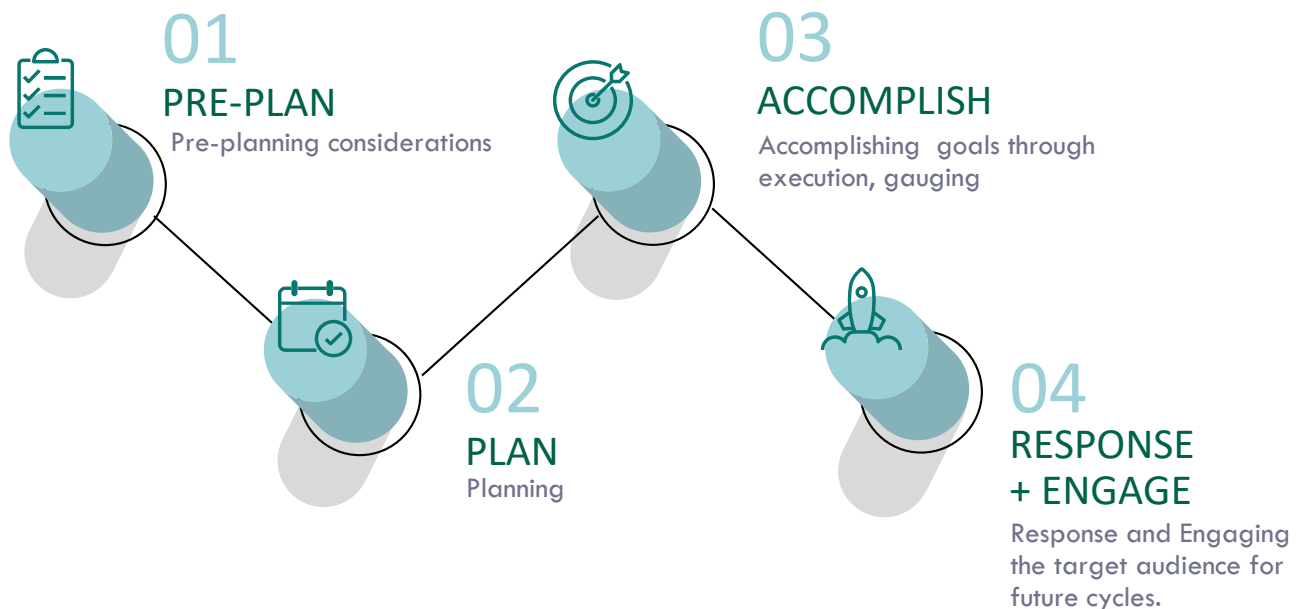 01
PRE-PLAN
Pre-planning considerations
02
PLAN
Planning
03
ACCOMPLISH
Accomplishing goals through
execution, gauging
04
RESPONSE
+ ENGAGE
Response and Engaging
the target audience for
future cycles.